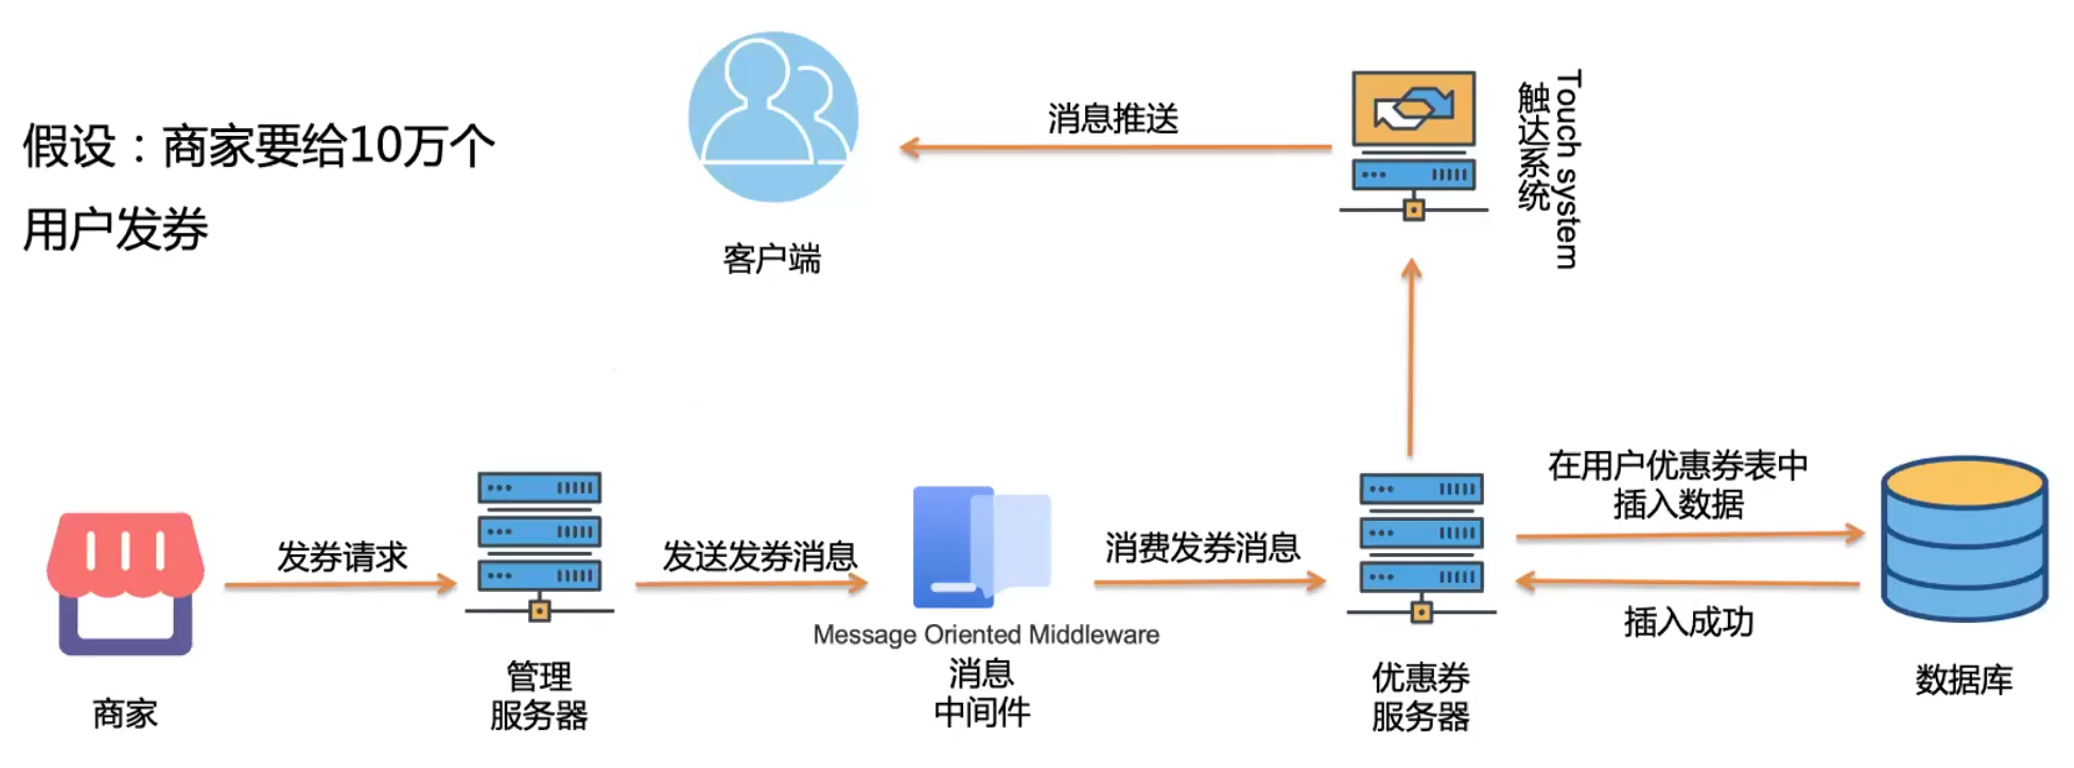 假设：商家要给10万个
用户发券
客户端
消息推送
Touch system
触达系统
商家
发券请求
管理
服务器
发送发券消息
Message Oriented Middleware
消息
中间件
消费发券消息
优惠券
服务器
在用户优惠券表中
插入数据
插入成功
数据库